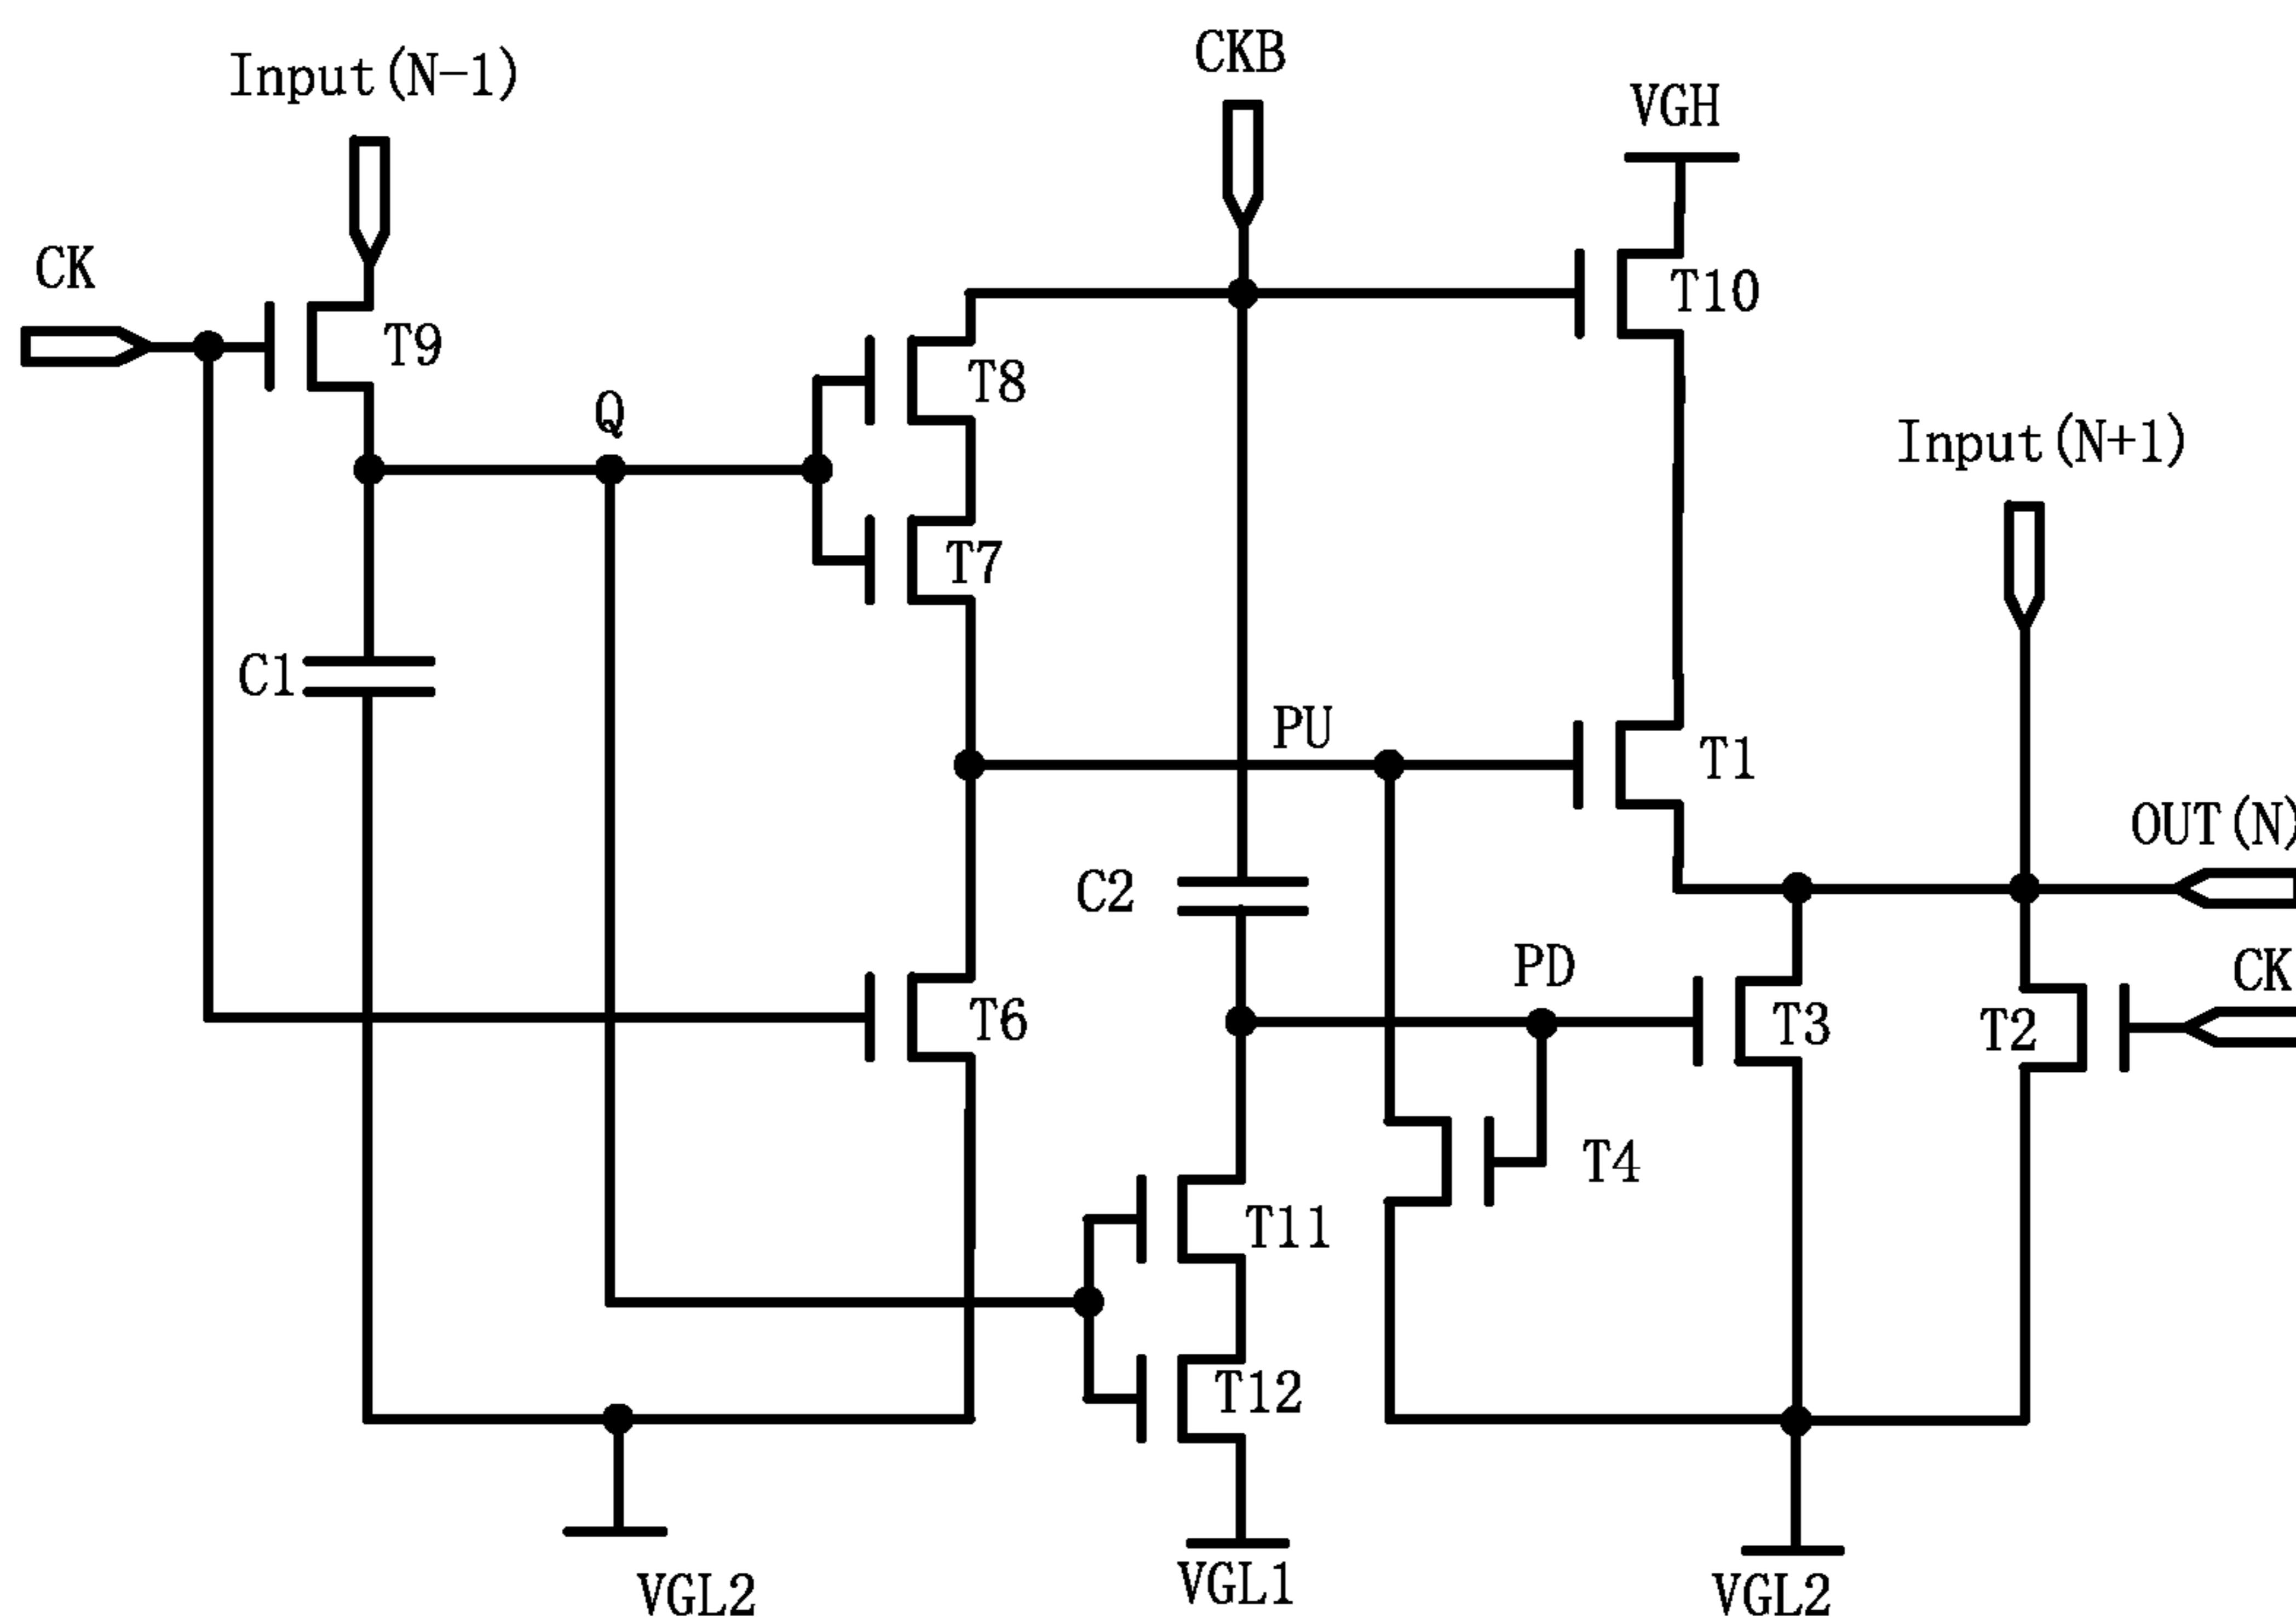 CKB
Input(N-1)
VGH
CK
T10
T9
T8
Q
Input(N+1)
T7
C1
PU
T1
OUT(N)
C2
PD
CK
T6
T3
T2
T4
T11
T12
VGL1
VGL2
VGL2